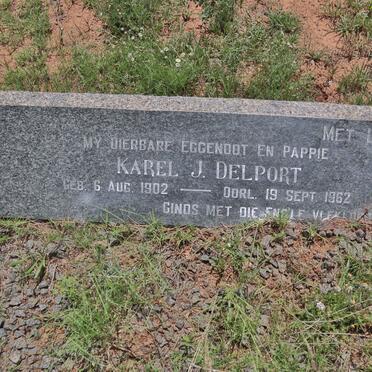 MET
MY DIERBARE EGGENOOT EN PAPPIE
KAREL J. DELPORT
GEB. 6 AUG. 1902 — OORL. 19 SEPT. 1962
GINDS MET DIE ENGLE